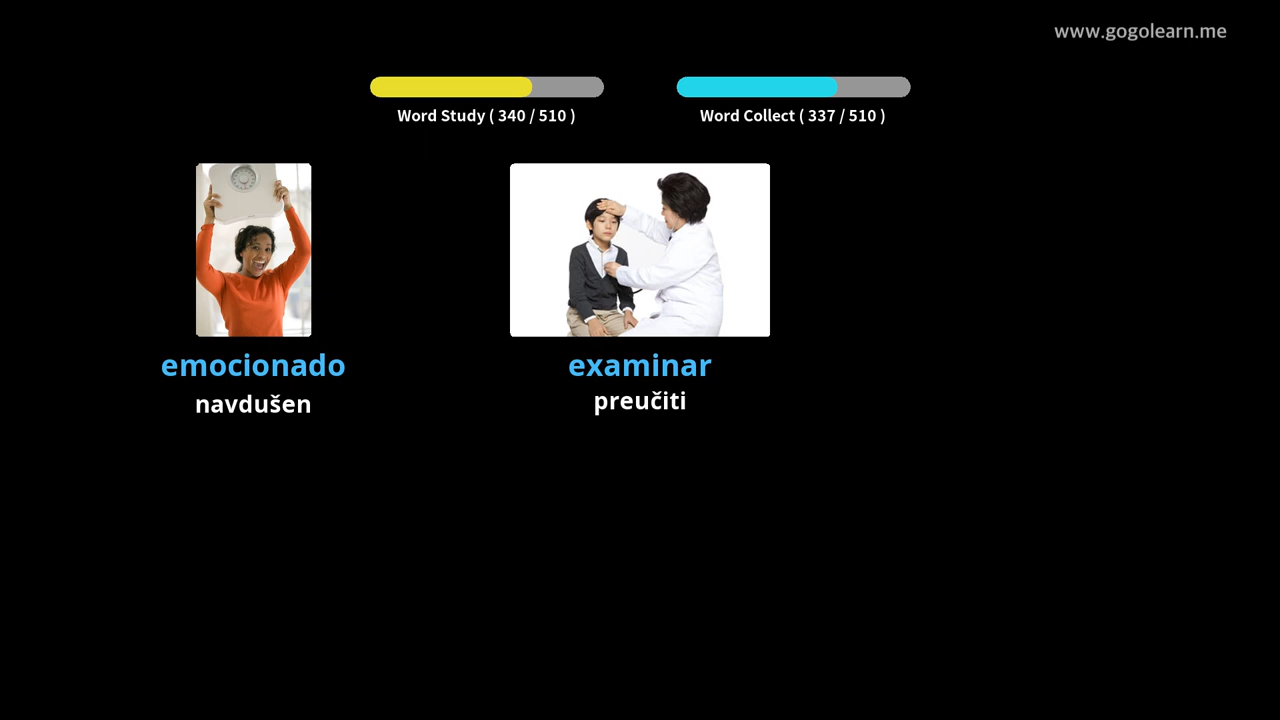 www.gogolearn.me
Word Study ( 340 / 510 )
Word Collect ( 337 / 510 )
emocionado
navdušen
examinar
preučiti